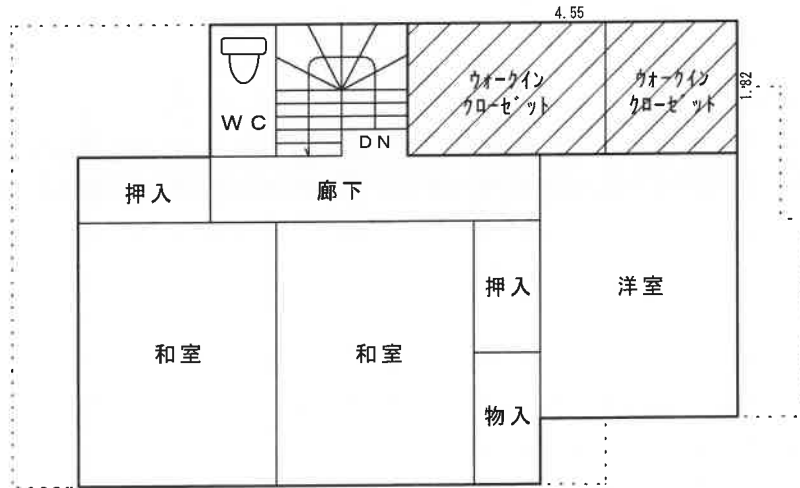 4.55
ウォークイン
クローゼット
ウォークイン
クローゼット
1.82
WC
DN
押入
廊下
押入
洋室
和室
和室
物入